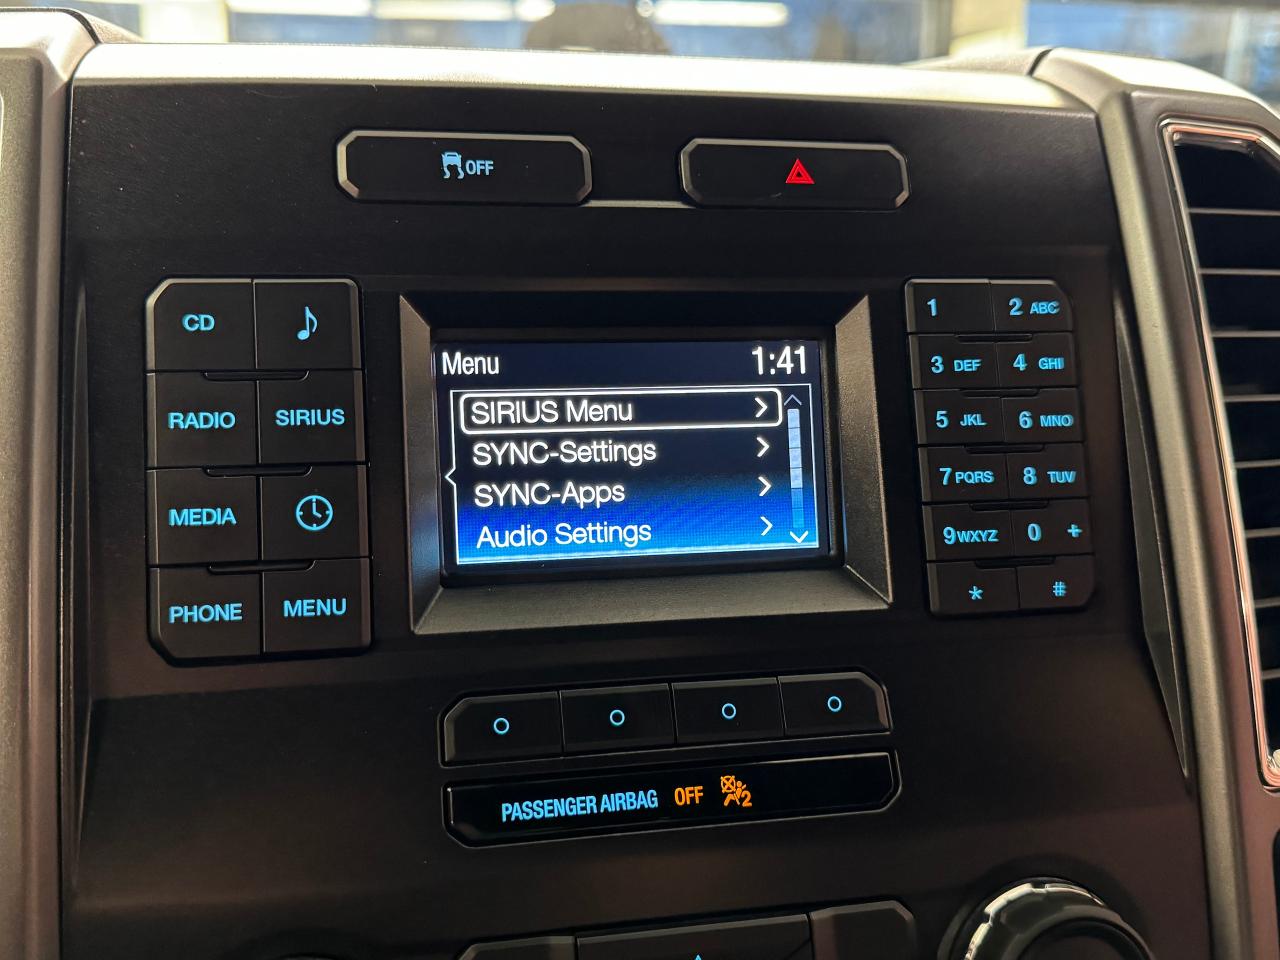 OFF
CD
RADIO
SIRIUS
MEDIA
PHONE
MENU
Menu 1:41
SIRIUS Menu
SYNC-Settings
SYNC-Apps
Audio Settings
1 2 ABC
3 DEF 4 GHI
5 JKL 6 MNO
7 PQRS 8 TUV
9 WXYZ 0 +
* #
PASSENGER AIRBAG OFF 2